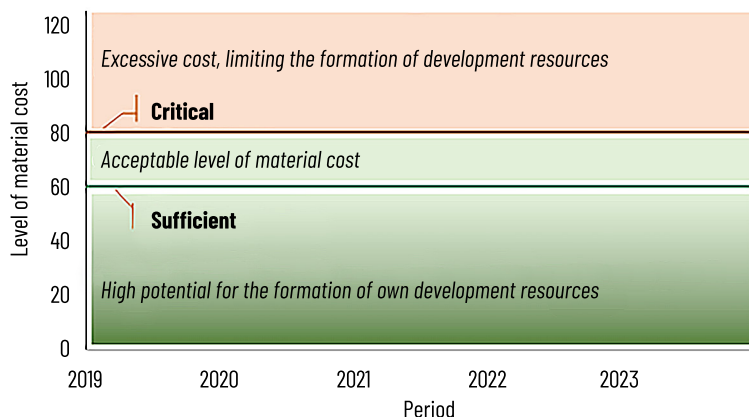 120
Excessive cost, limiting the formation of development resources
100
Critical
80
Acceptable level of material cost
60
Sufficient
40
High potential for the formation of own development resources
20
0
Level of material cost
2019 2020 2021 2022 2023
Period